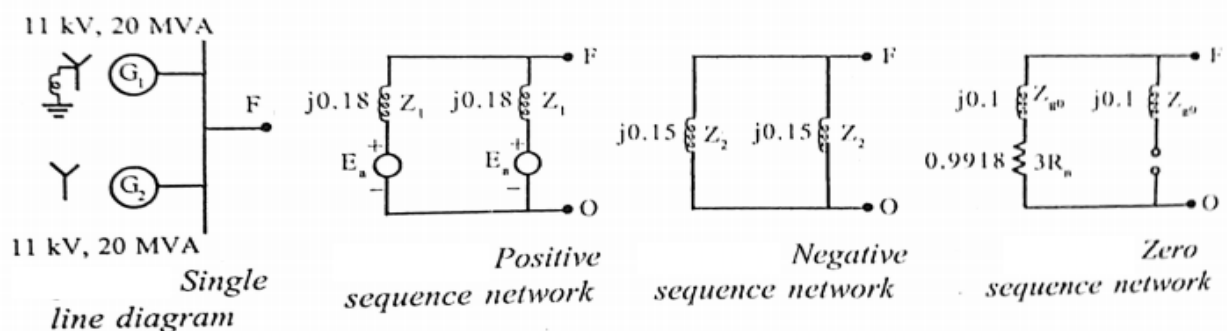 11 kV, 20 MVA
G₁
F
G₂
11 kV, 20 MVA
Single
line diagram
F
j0.18 Z₁ j0.18 Z₁
+ +
Eₐ Eₐ
- -
O
Positive
sequence network
F
j0.15 Z₂ j0.15 Z₂
O
Negative
sequence network
F
j0.1 Zg0 j0.1 Zg0
0.9918 3Rₙ
O
Zero
sequence network